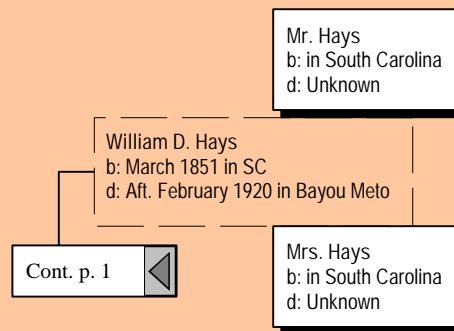 Mr. Hays
b: in South Carolina
d: Unknown
William D. Hays
b: March 1851 in SC
d: Aft. February 1920 in Bayou Meto
Cont. p. 1
Mrs. Hays
b: in South Carolina
d: Unknown